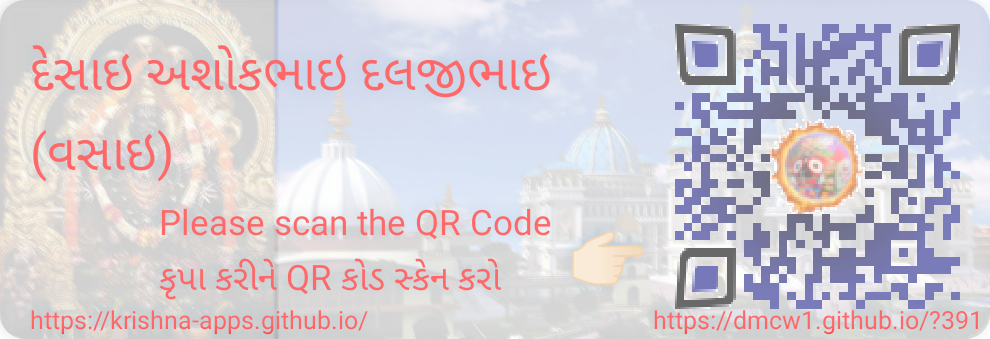 દેસાઇ અશોકભાઇ દલજીભાઇ
(વસાઇ)
Please scan the QR Code
કૃપા કરીને QR કોડ સ્કેન કરો
https://krishna-apps.github.io/
https://dmcw1.github.io/?391